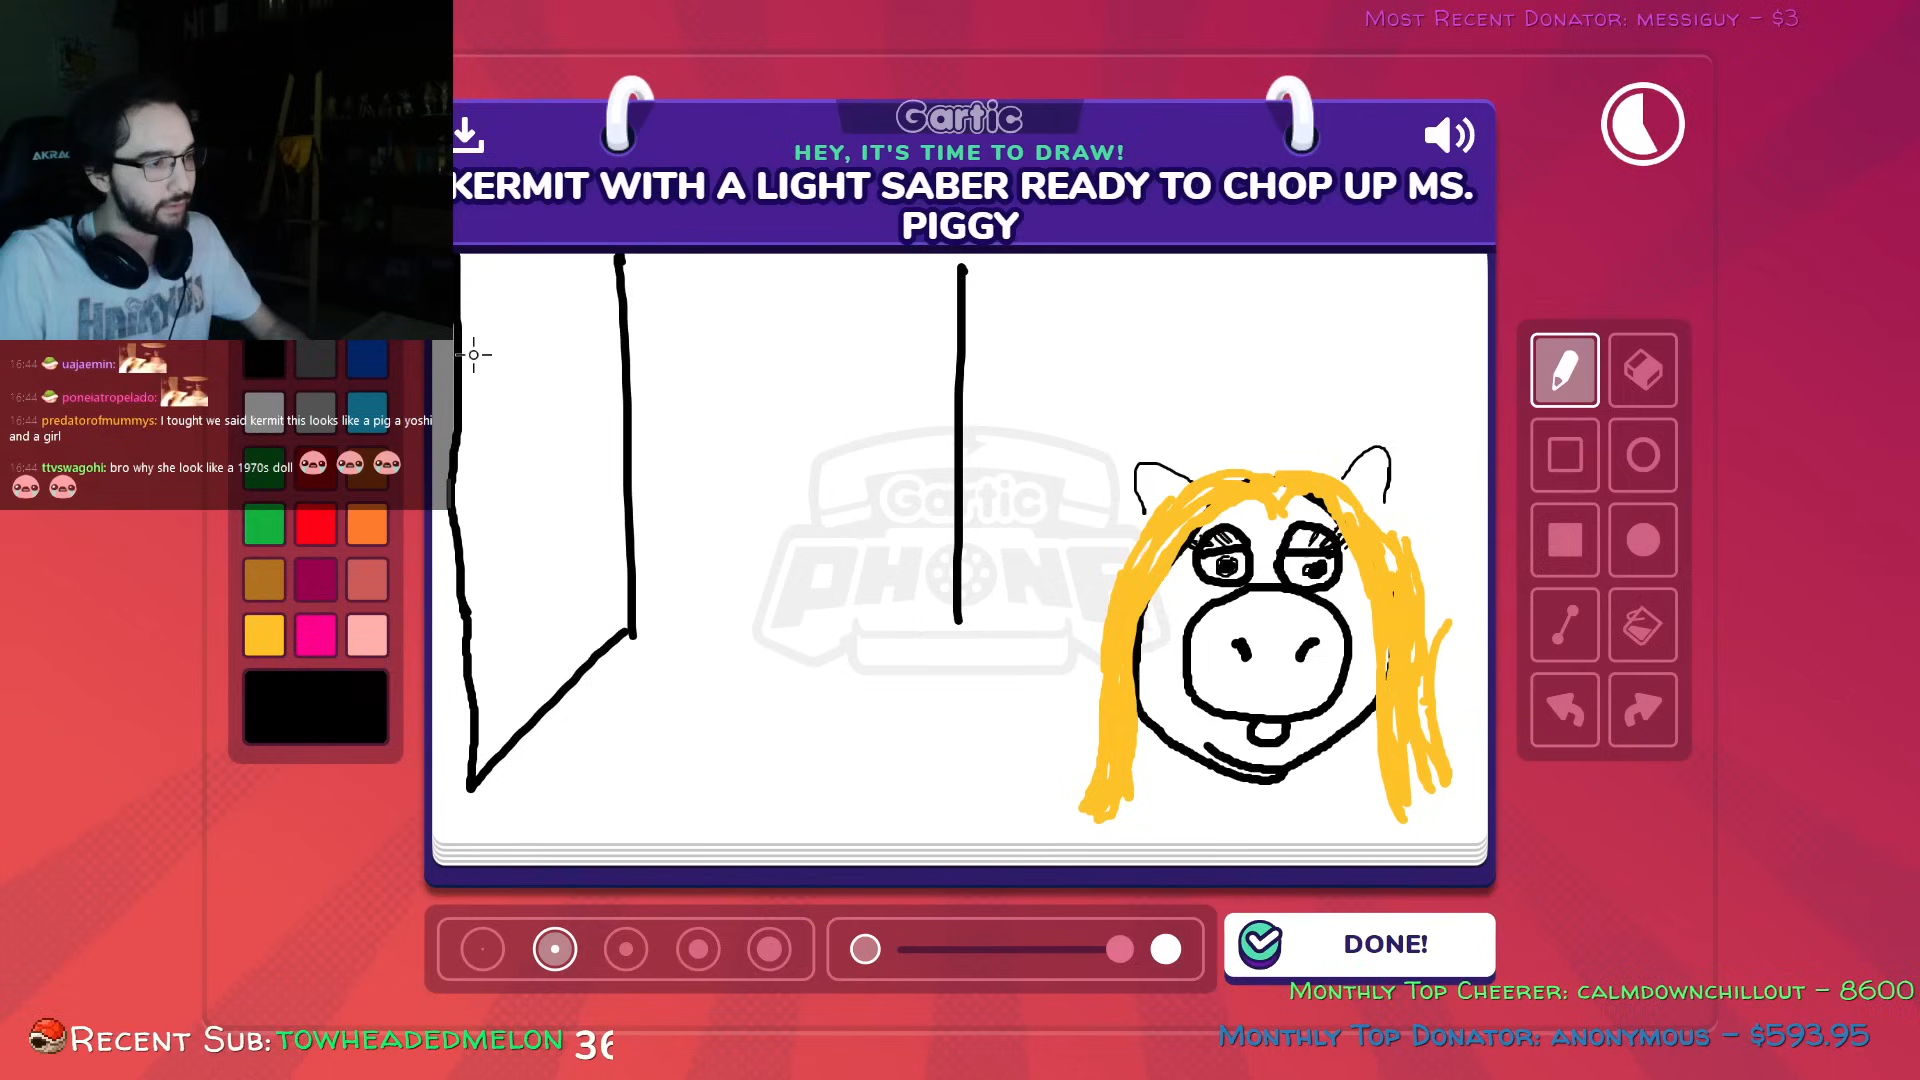 MOST RECENT DONATOR: MESSIGUY - $3
Gartic
HEY, IT'S TIME TO DRAW!
KERMIT WITH A LIGHT SABER READY TO CHOP UP MS.
PIGGY
AKRAC
16:44 uajaemin:
16:44 poneiatropelado:
16:44 predatorofmummys: I tought we said kermit this looks like a pig a yoshi
and a girl
16:44 ttvswagohi: bro why she look like a 1970s doll
Gartic
PHONE
DONE!
MONTHLY TOP CHEERER: CALMDOWNCHILLOUT - 8600
RECENT SUB: TOWHEADEDMELON 36
MONTHLY TOP DONATOR: ANONYMOUS - $593.95